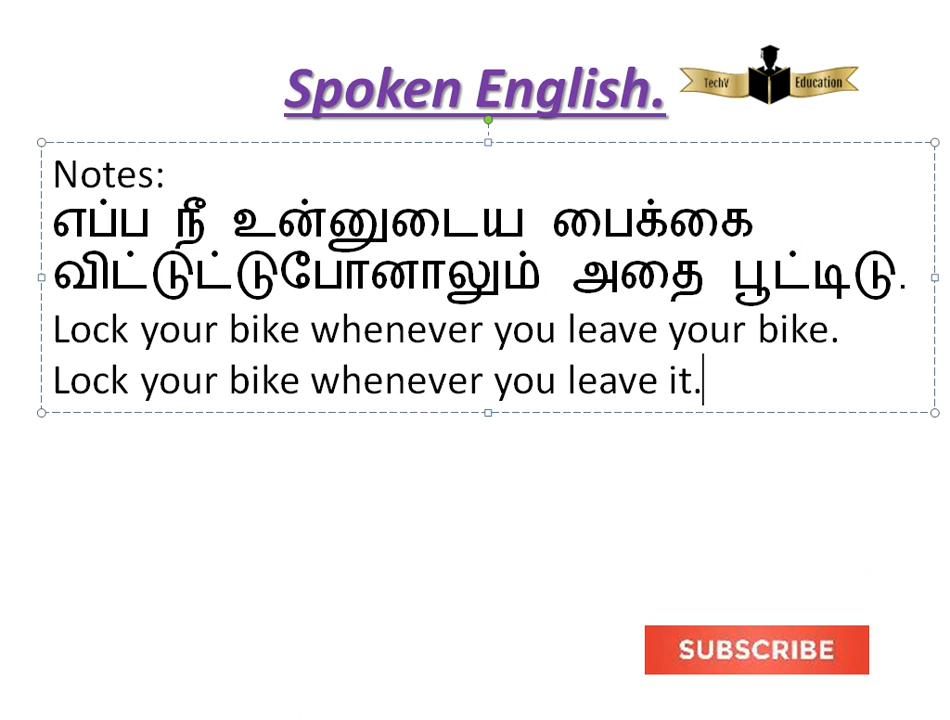 Spoken English.
TechV Education
Notes:
எப்ப நீ உன்னுடைய பைக்கை
விட்டுட்டுபோனாலும் அதை பூட்டிடு.
Lock your bike whenever you leave your bike.
Lock your bike whenever you leave it.
SUBSCRIBE